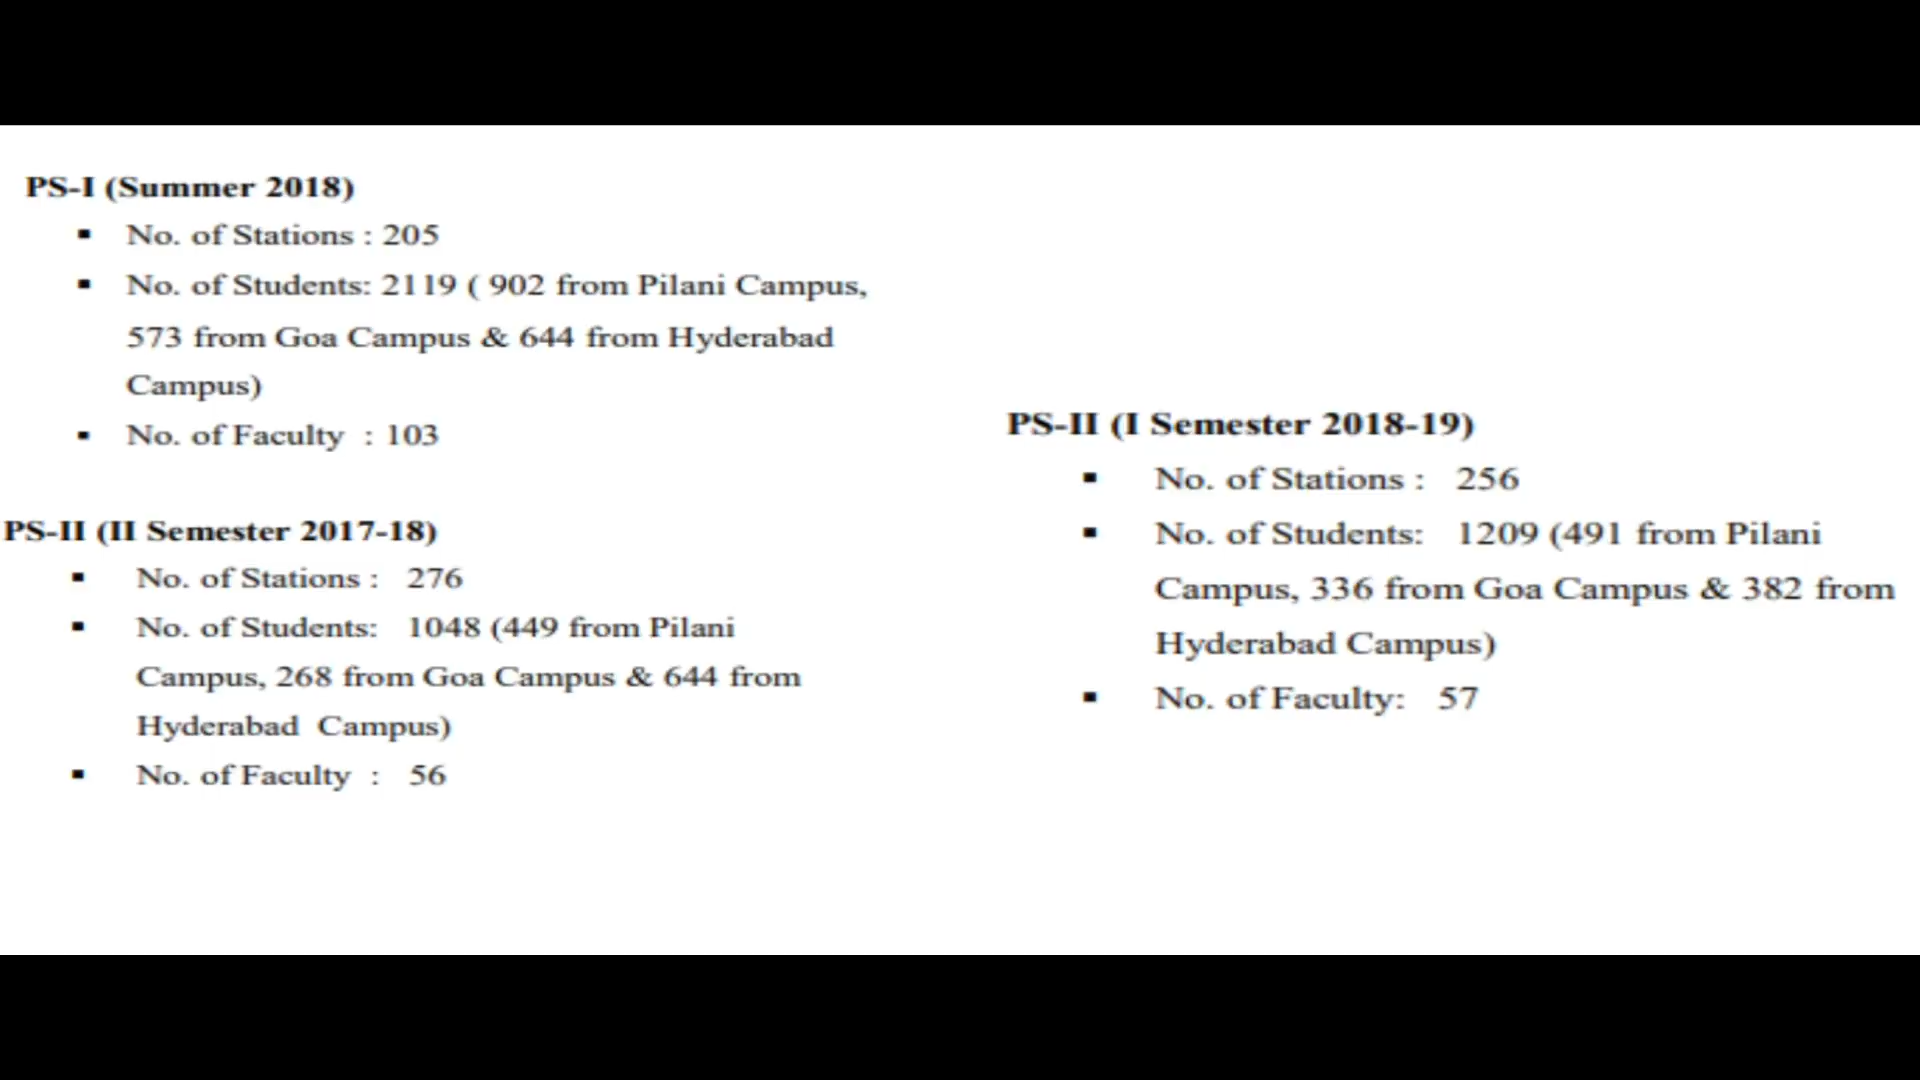 PS-I (Summer 2018)
▪ No. of Stations : 205
▪ No. of Students: 2119 ( 902 from Pilani Campus,
573 from Goa Campus & 644 from Hyderabad
Campus)
▪ No. of Faculty : 103
PS-II (II Semester 2017-18)
▪ No. of Stations : 276
▪ No. of Students: 1048 (449 from Pilani
Campus, 268 from Goa Campus & 644 from
Hyderabad Campus)
▪ No. of Faculty : 56
PS-II (I Semester 2018-19)
▪ No. of Stations : 256
▪ No. of Students: 1209 (491 from Pilani
Campus, 336 from Goa Campus & 382 from
Hyderabad Campus)
▪ No. of Faculty: 57